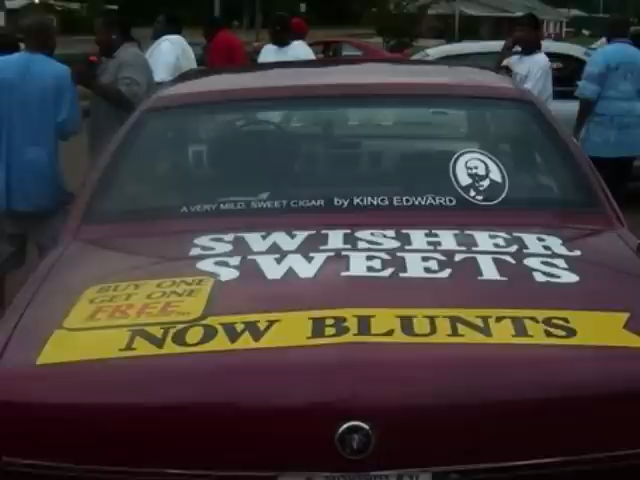 A VERY MILD, SWEET CIGAR by KING EDWARD
SWISHER
SWEETS
BUY ONE
GET ONE
FREE
NOW BLUNTS